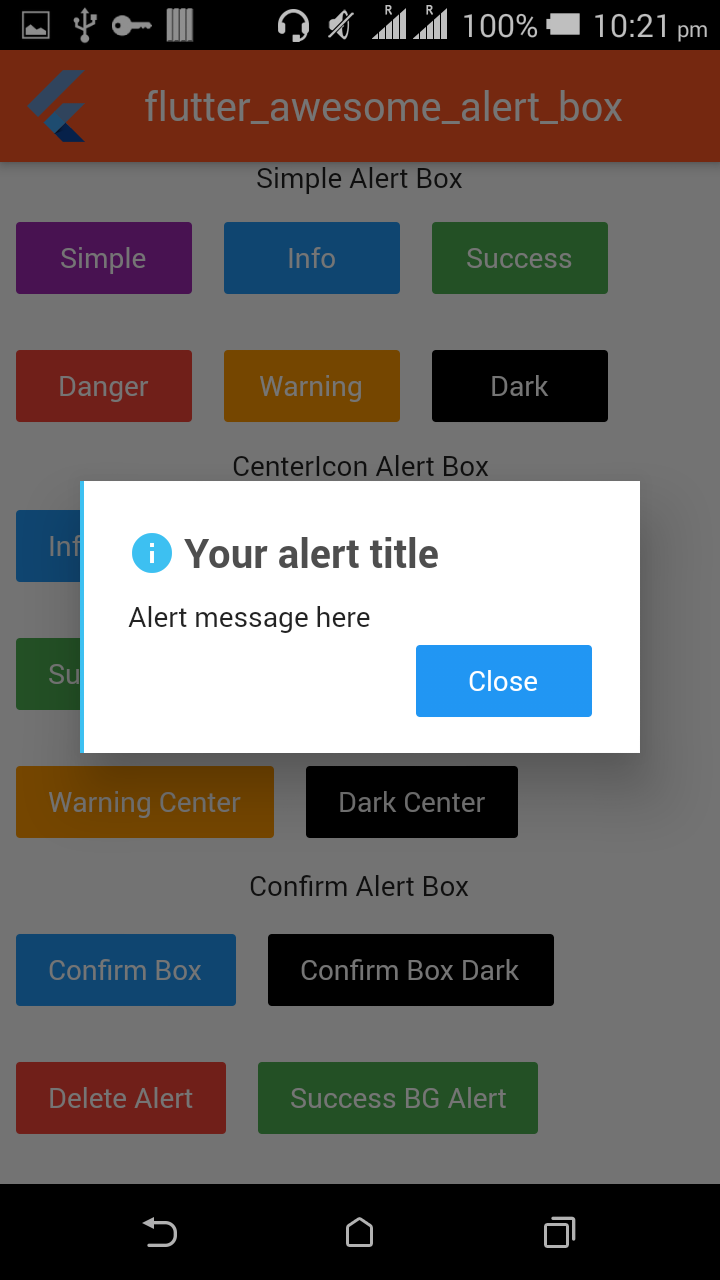 R R 100% 10:21 pm
flutter_awesome_alert_box
Simple Alert Box
Simple Info Success
Danger Warning Dark
CenterIcon Alert Box
Your alert title
Alert message here
Close
Warning Center Dark Center
Confirm Alert Box
Confirm Box Confirm Box Dark
Delete Alert Success BG Alert